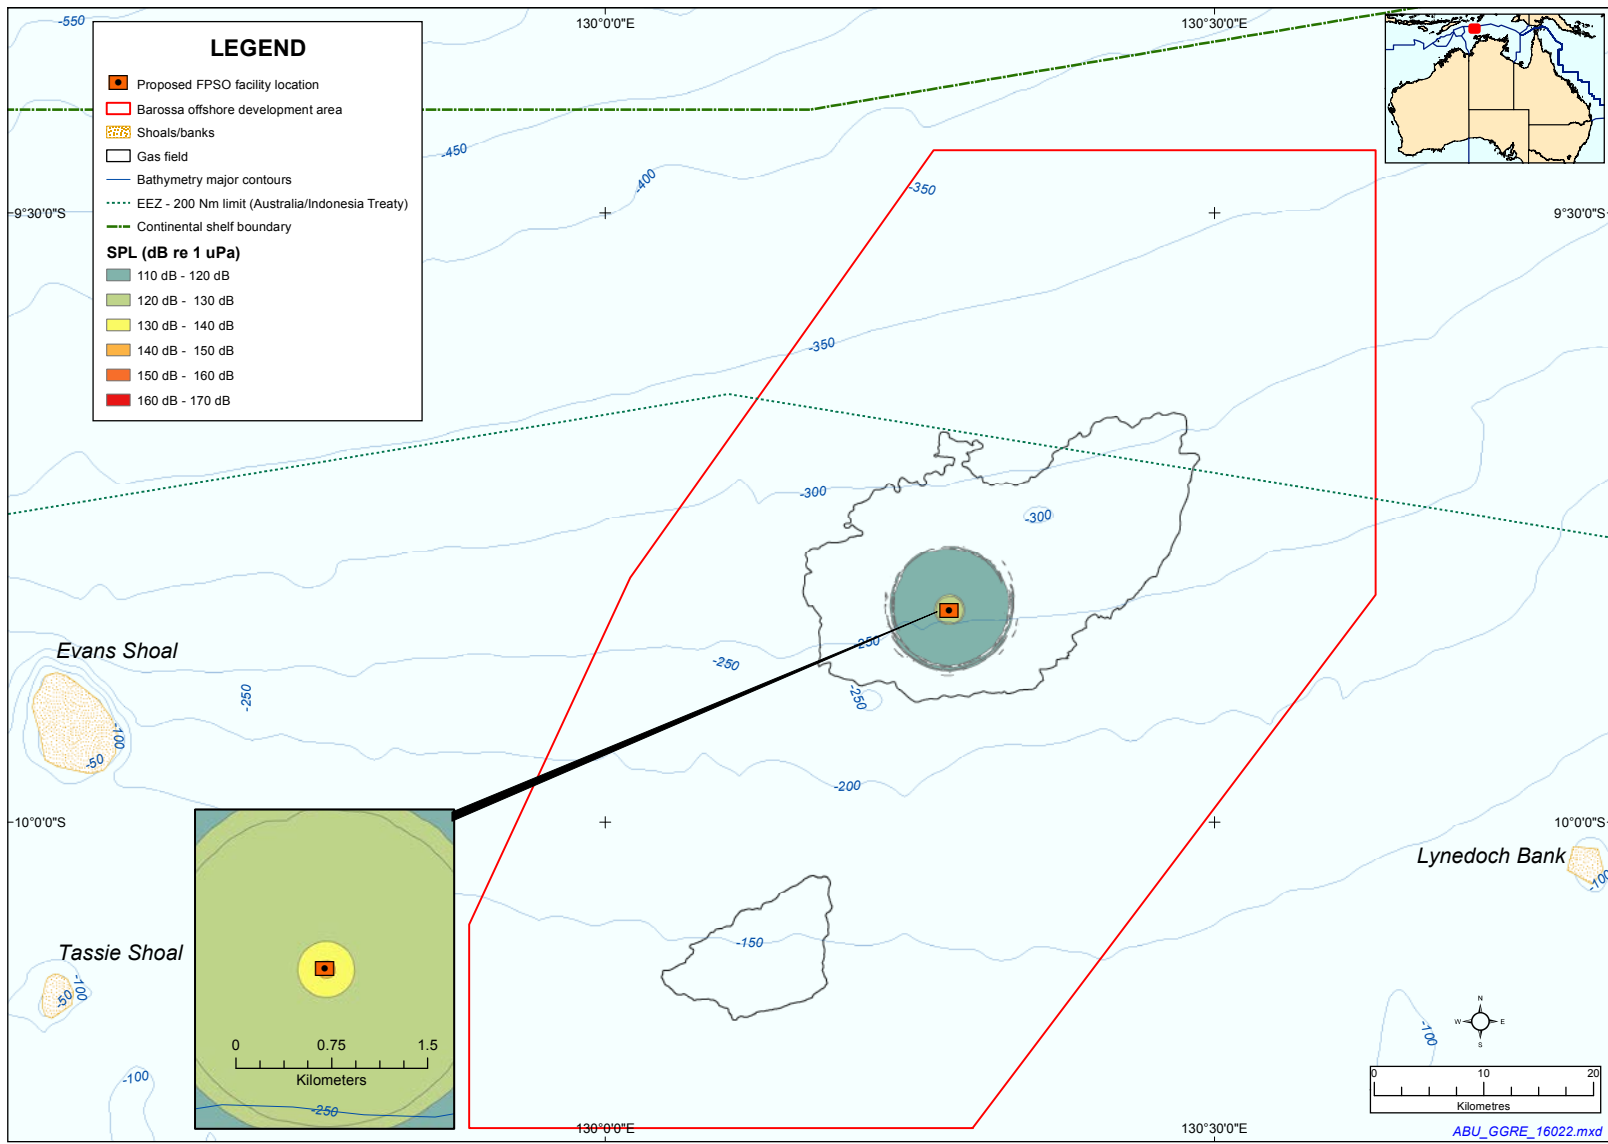 -550
130°0'0"E
130°30'0"E
LEGEND
Proposed FPSO facility location
Barossa offshore development area
Shoals/banks
Gas field
Bathymetry major contours
EEZ - 200 Nm limit (Australia/Indonesia Treaty)
Continental shelf boundary
SPL (dB re 1 uPa)
110 dB - 120 dB
120 dB - 130 dB
130 dB - 140 dB
140 dB - 150 dB
150 dB - 160 dB
160 dB - 170 dB
-450
-400
-350
9°30'0"S
9°30'0"S
-350
-300
-300
-250
-250
-250
-250
Evans Shoal
-100
-50
-200
10°0'0"S
10°0'0"S
Lynedoch Bank
-100
-150
Tassie Shoal
-100
-50
0 0.75 1.5
Kilometers
-250
-100
-100
N
W E
S
0 10 20
Kilometres
130°0'0"E
130°30'0"E
ABU_GGRE_16022.mxd